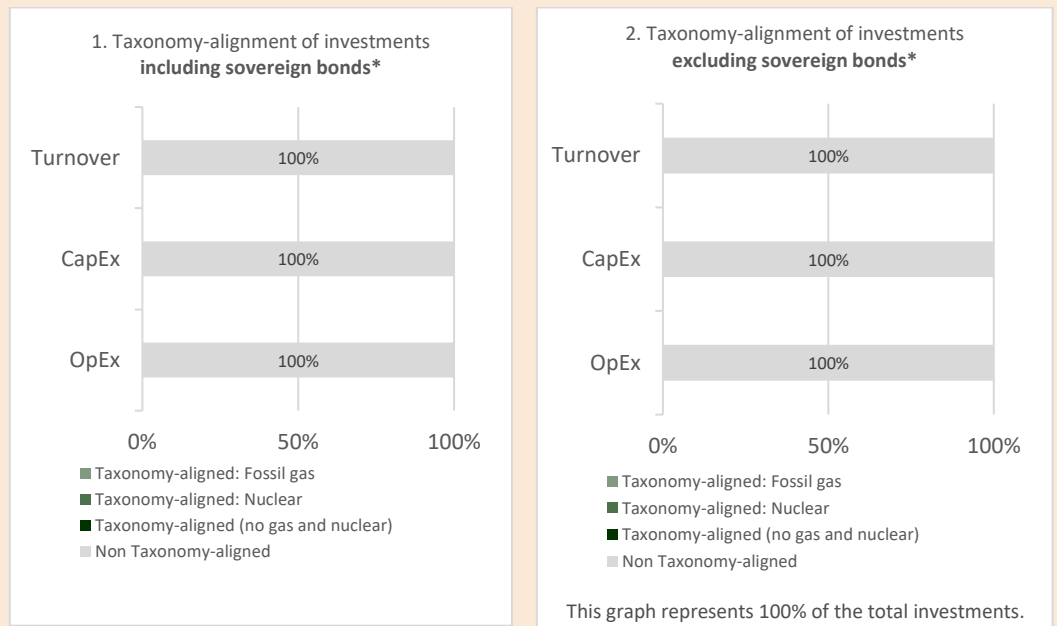 1. Taxonomy-alignment of investments
including sovereign bonds*
Turnover
100%
CapEx
100%
OpEx
100%
0%
50%
100%
Taxonomy-aligned: Fossil gas
Taxonomy-aligned: Nuclear
Taxonomy-aligned (no gas and nuclear)
Non Taxonomy-aligned
2. Taxonomy-alignment of investments
excluding sovereign bonds*
Turnover
100%
CapEx
100%
OpEx
100%
0%
50%
100%
Taxonomy-aligned: Fossil gas
Taxonomy-aligned: Nuclear
Taxonomy-aligned (no gas and nuclear)
Non Taxonomy-aligned
This graph represents 100% of the total investments.